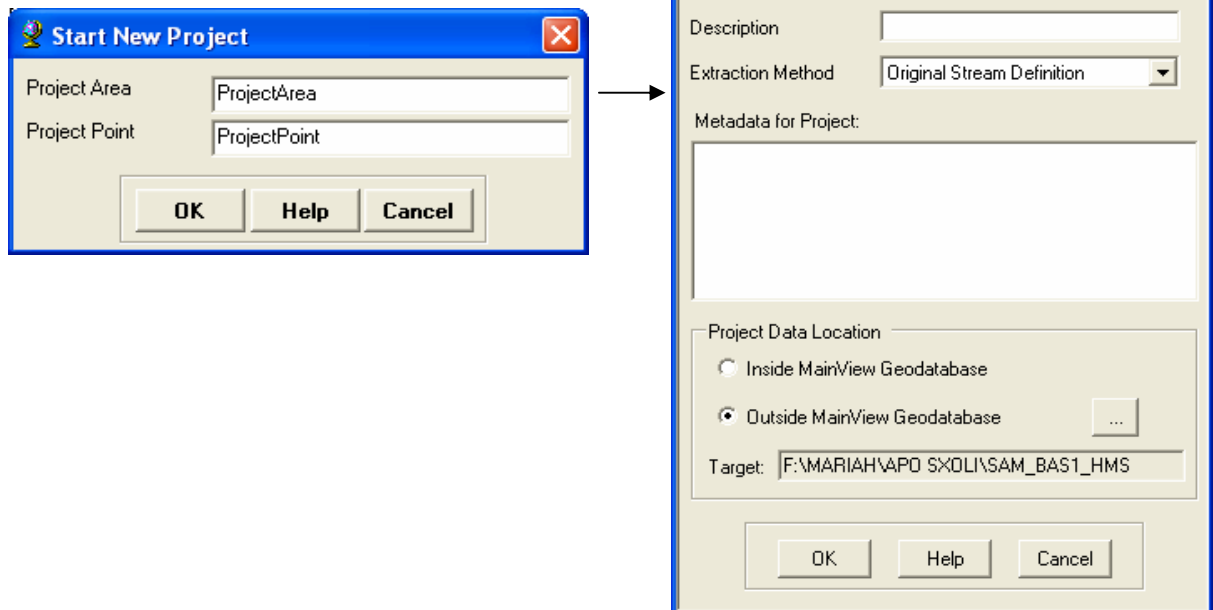 Start New Project
Project Area ProjectArea
Project Point ProjectPoint
OK Help Cancel
Description
Extraction Method Original Stream Definition
Metadata for Project:
Project Data Location
Inside MainView Geodatabase
Outside MainView Geodatabase ...
Target: F:\MARIAH\APO SXOLI\SAM_BAS1_HMS
OK Help Cancel